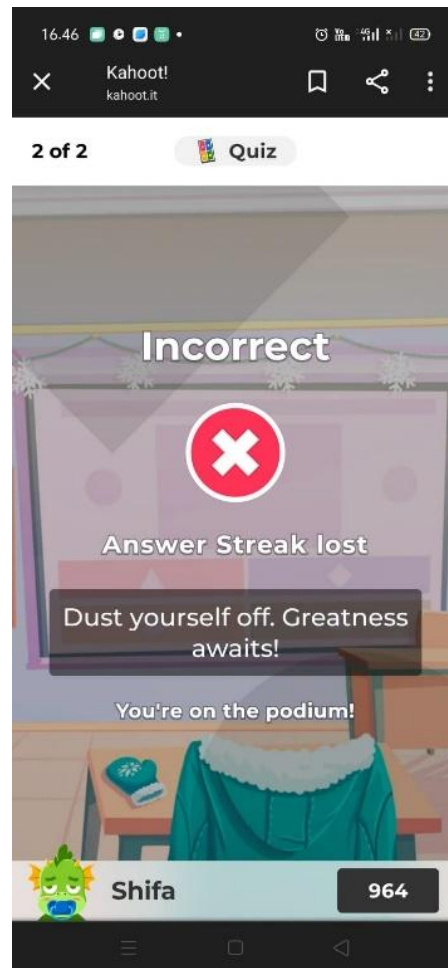 16.46
42
Kahoot!
kahoot.it
2 of 2
Quiz
Incorrect
Answer Streak lost
Dust yourself off. Greatness
awaits!
You're on the podium!
Shifa
964